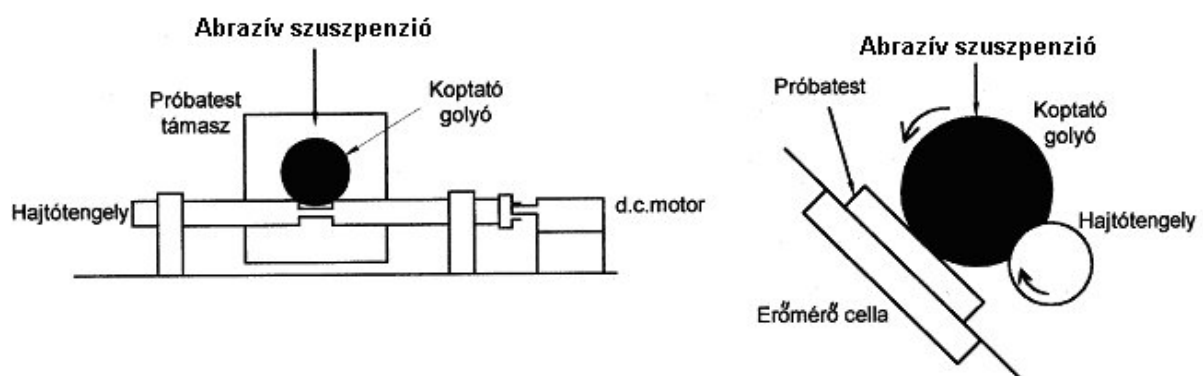 Abrazív szuszpenzió
Próbatest
támasz
Koptató
golyó
Hajtótengely
d.c.motor
Abrazív szuszpenzió
Próbatest
Koptató
golyó
Hajtótengely
Erőmérő cella